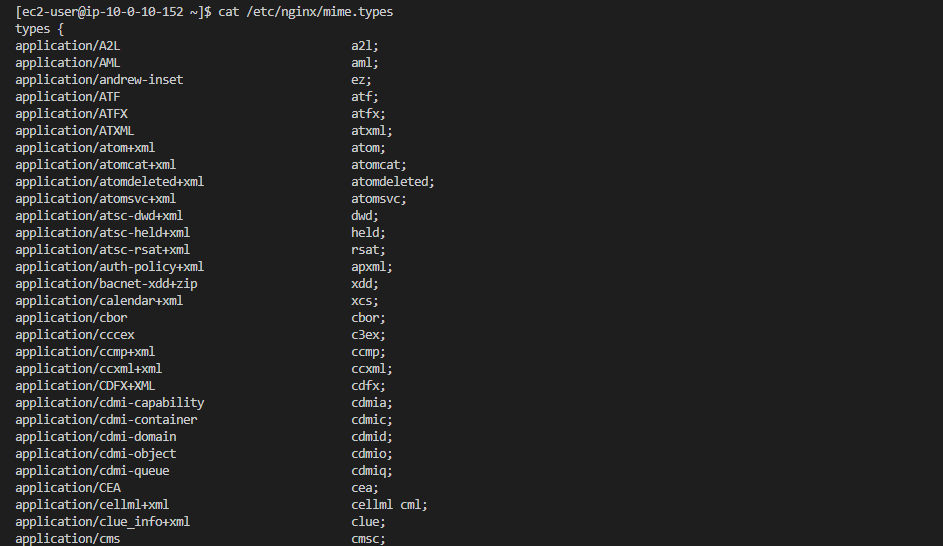 [ec2-user@ip-10-0-10-152 ~]$ cat /etc/nginx/mime.types
types {
application/A2L                                 a2l;
application/AML                                 aml;
application/andrew-inset                        ez;
application/ATF                                 atf;
application/ATFX                                atfx;
application/ATXML                               atxml;
application/atom+xml                            atom;
application/atomcat+xml                         atomcat;
application/atomdeleted+xml                     atomdeleted;
application/atomsvc+xml                         atomsvc;
application/atsc-dwd+xml                        dwd;
application/atsc-held+xml                       held;
application/atsc-rsat+xml                       rsat;
application/auth-policy+xml                     apxml;
application/bacnet-xdd+zip                      xdd;
application/calendar+xml                        xcs;
application/cbor                                cbor;
application/cccex                               c3ex;
application/ccmp+xml                            ccmp;
application/ccxml+xml                           ccxml;
application/CDFX+XML                            cdfx;
application/cdmi-capability                     cdmia;
application/cdmi-container                      cdmic;
application/cdmi-domain                         cdmid;
application/cdmi-object                         cdmio;
application/cdmi-queue                          cdmiq;
application/CEA                                 cea;
application/cellml+xml                          cellml cml;
application/clue_info+xml                       clue;
application/cms                                 cmsc;